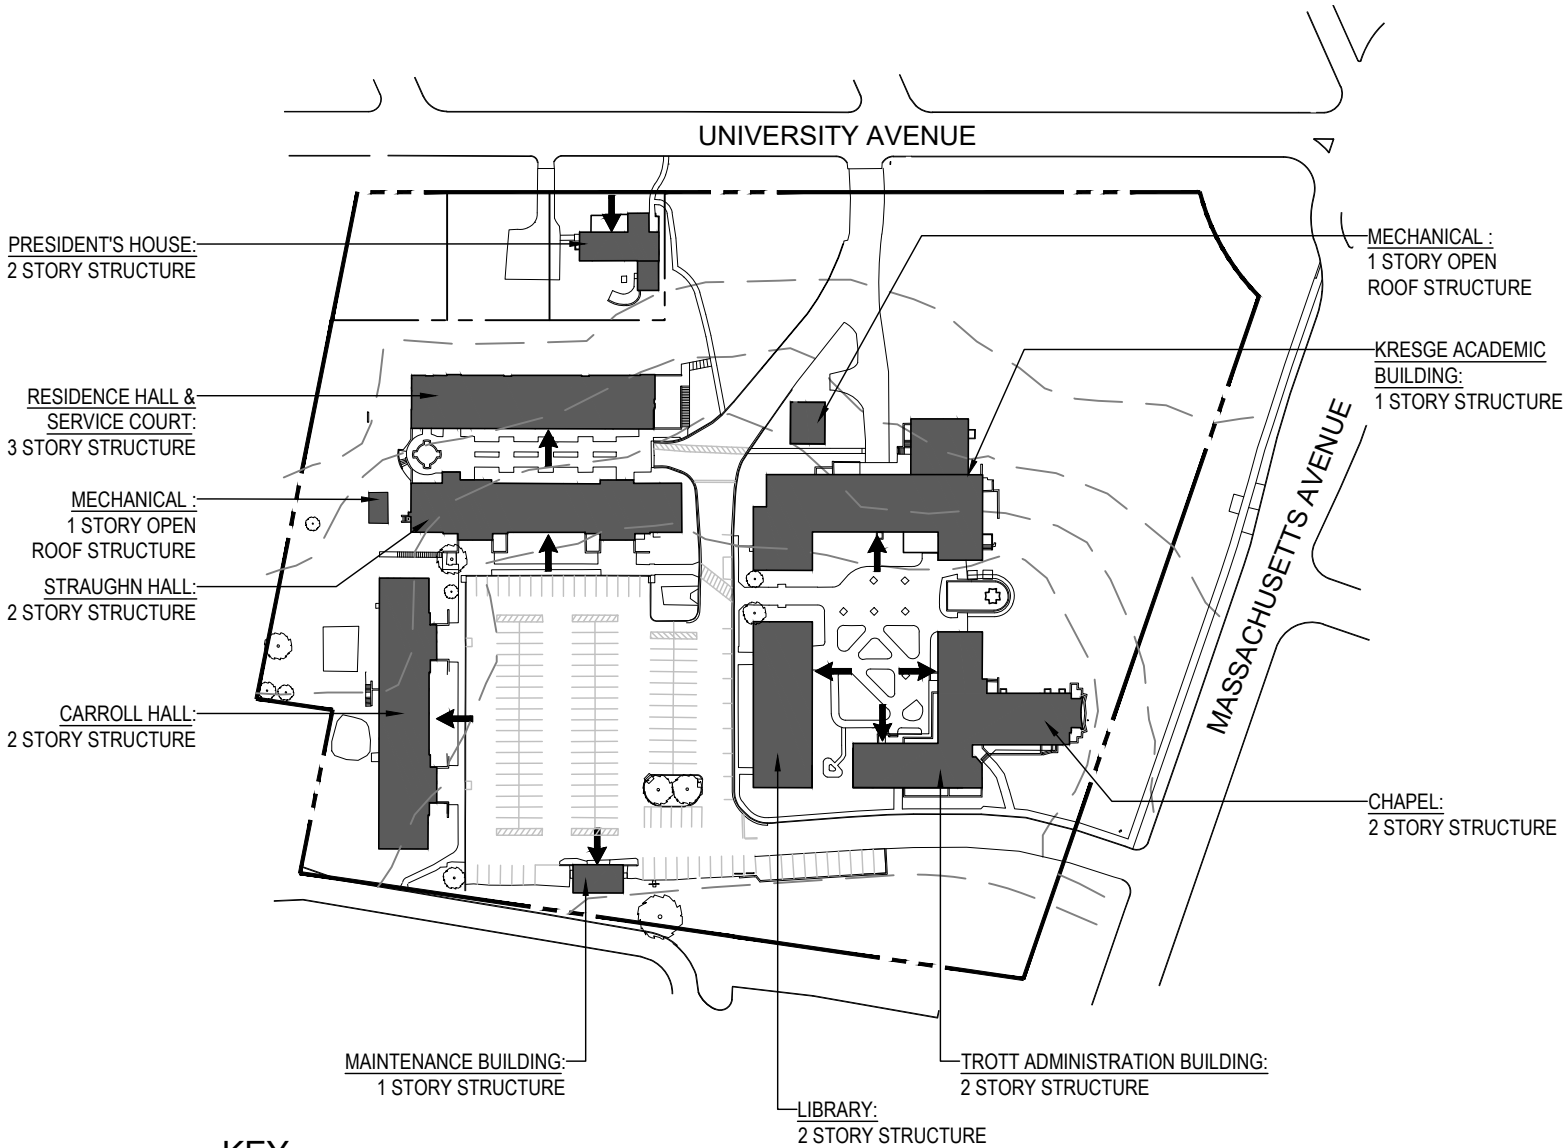 UNIVERSITY AVENUE
PRESIDENT'S HOUSE:
2 STORY STRUCTURE
MECHANICAL :
1 STORY OPEN
ROOF STRUCTURE
KRESGE ACADEMIC
BUILDING:
1 STORY STRUCTURE
RESIDENCE HALL &
SERVICE COURT:
3 STORY STRUCTURE
MECHANICAL :
1 STORY OPEN
ROOF STRUCTURE
STRAUGHN HALL:
2 STORY STRUCTURE
MASSACHUSETTS AVENUE
CARROLL HALL:
2 STORY STRUCTURE
CHAPEL:
2 STORY STRUCTURE
MAINTENANCE BUILDING:
1 STORY STRUCTURE
TROTT ADMINISTRATION BUILDING:
2 STORY STRUCTURE
LIBRARY:
2 STORY STRUCTURE
KEY